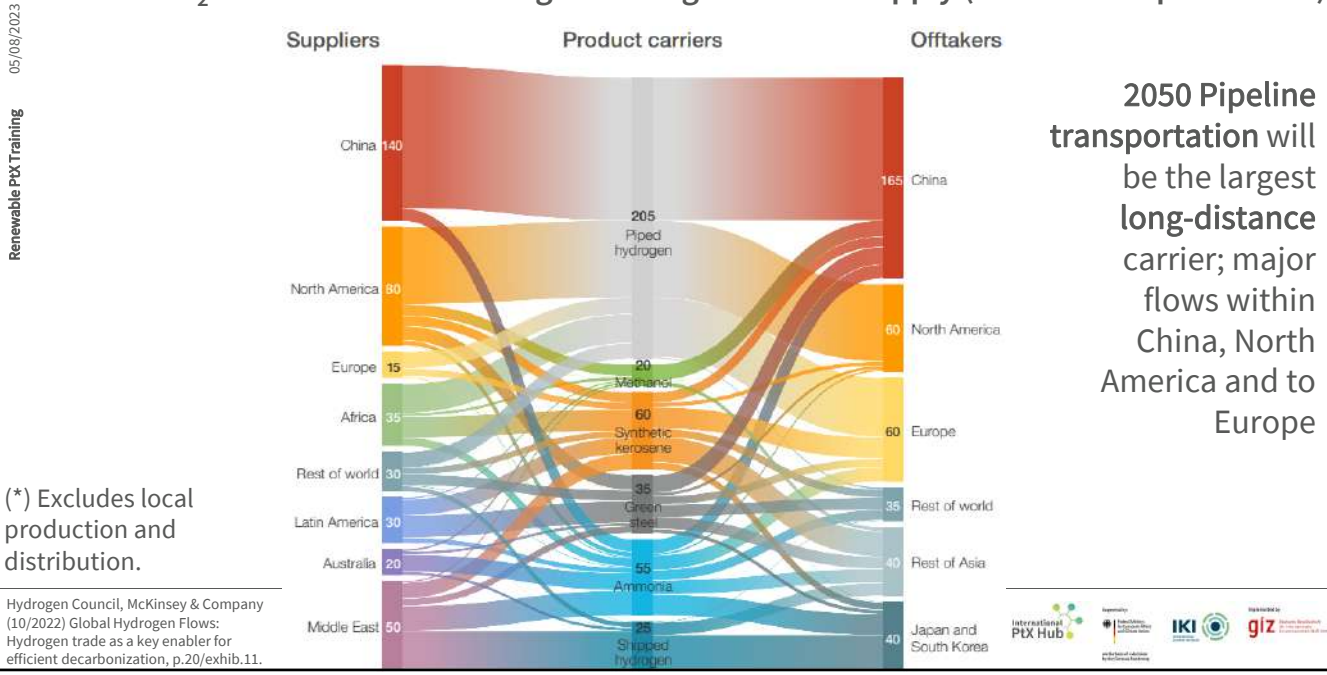 05/08/2023
Renewable PtX Training
Suppliers
Product carriers
Offtakers
China 140
North America 80
Europe 15
Africa 35
Rest of world 30
Latin America 30
Australia 20
Middle East 50
205
Piped
hydrogen
20
Methanol
60
Synthetic
kerosene
35
Green
steel
55
Ammonia
25
Shipped
hydrogen
165 China
60 North America
60 Europe
35 Rest of world
40 Rest of Asia
40 Japan and
South Korea
2050 Pipeline
transportation will
be the largest
long-distance
carrier; major
flows within
China, North
America and to
Europe
(*) Excludes local
production and
distribution.
Hydrogen Council, McKinsey & Company
(10/2022) Global Hydrogen Flows:
Hydrogen trade as a key enabler for
efficient decarbonization, p.20/exhib.11.
International
PtX Hub
IKI
giz